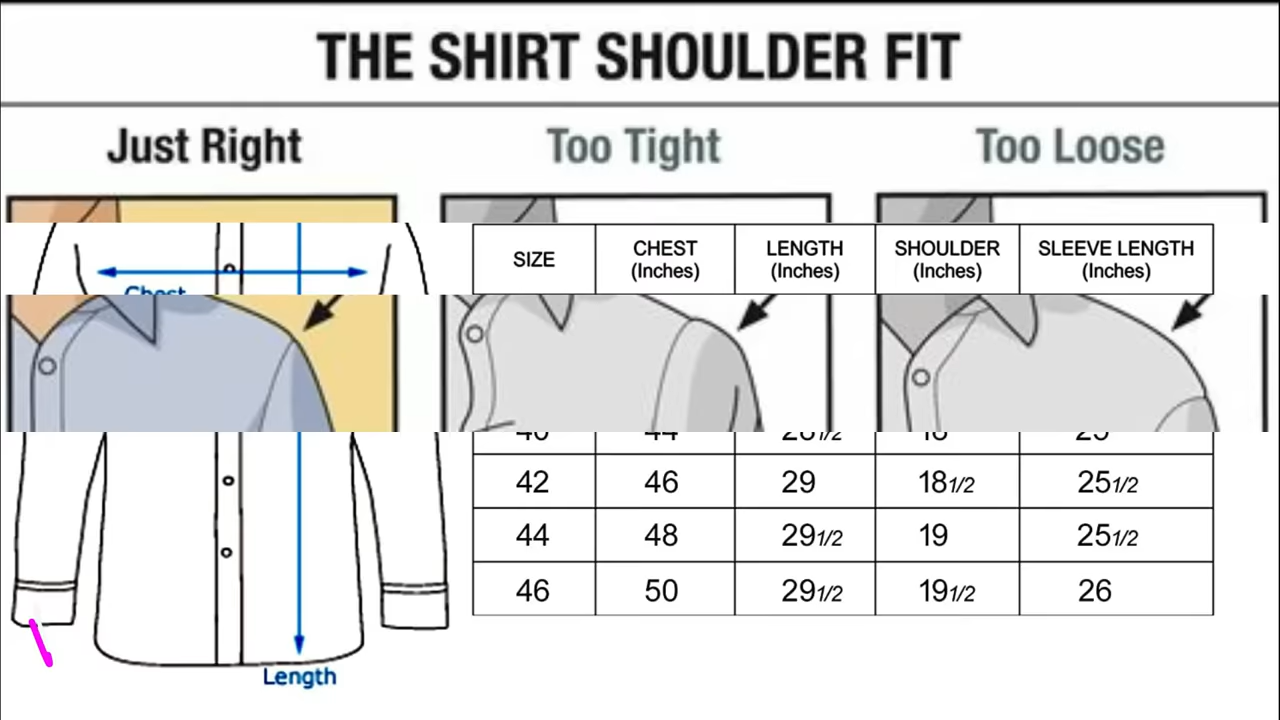 THE SHIRT SHOULDER FIT
Just Right Too Tight Too Loose
SIZE CHEST (Inches) LENGTH (Inches) SHOULDER (Inches) SLEEVE LENGTH (Inches)
Chest
42 46 29 18 1/2 25 1/2
44 48 29 1/2 19 25 1/2
46 50 29 1/2 19 1/2 26
Length